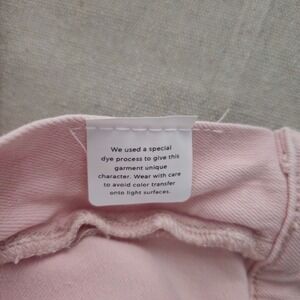 We used a special
dye process to give this
garment unique
character. Wear with care
to avoid color transfer
onto light surfaces.